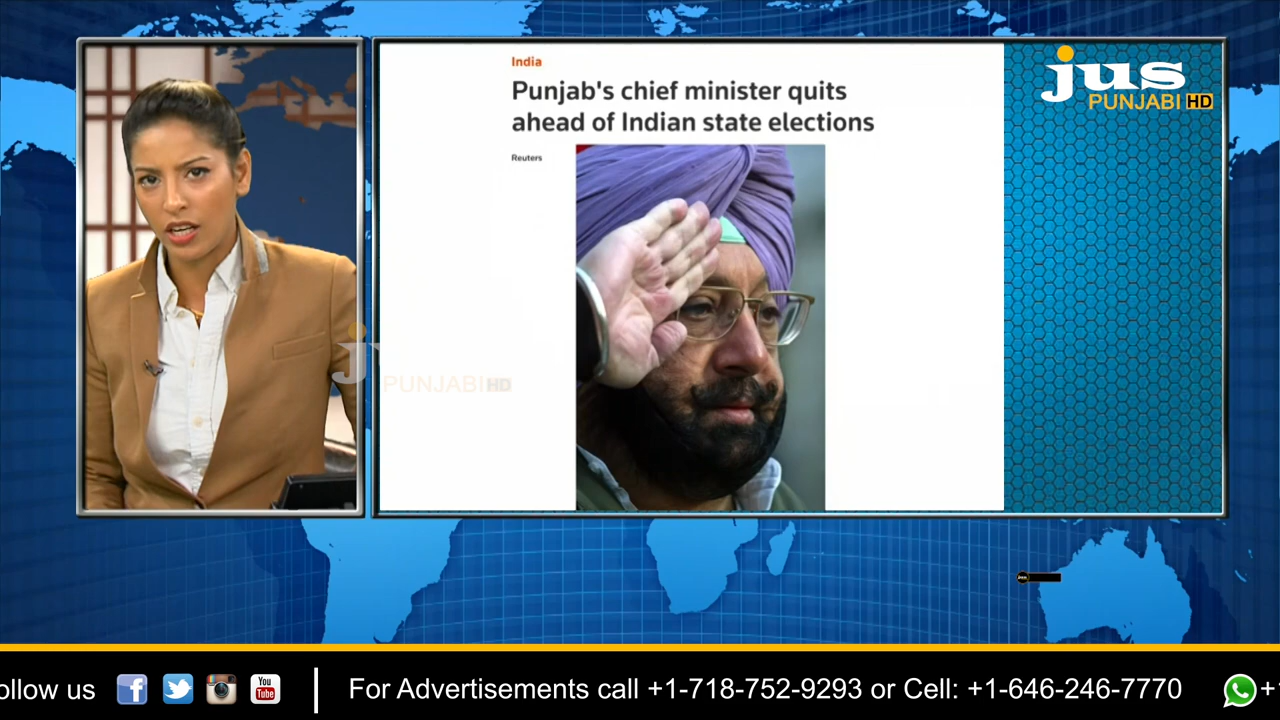 India
Punjab's chief minister quits
ahead of Indian state elections
Reuters
jus
PUNJABI HD
j
PUNJABI HD
ollow us
You
Tube
For Advertisements call +1-718-752-9293 or Cell: +1-646-246-7770
+1